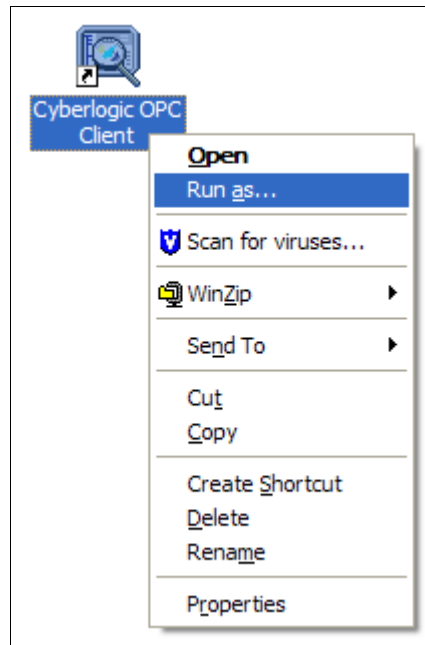 Cyberlogic OPC
Client
Open
Run as...
Scan for viruses...
WinZip
Send To
Cut
Copy
Create Shortcut
Delete
Rename
Properties